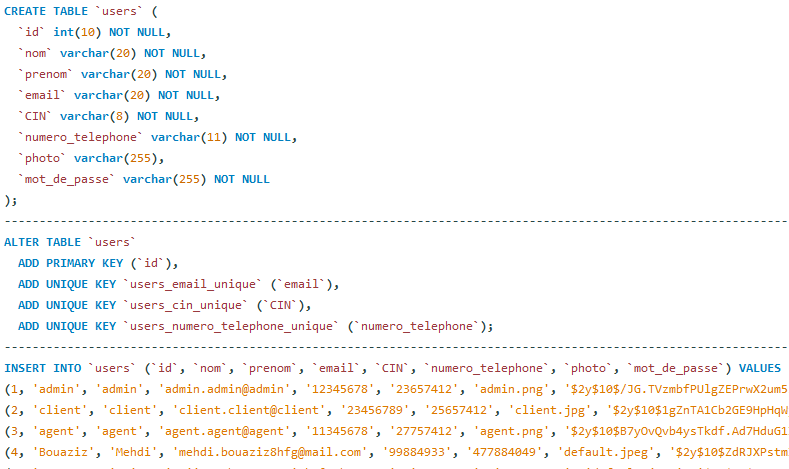 CREATE TABLE `users` (
  `id` int(10) NOT NULL,
  `nom` varchar(20) NOT NULL,
  `prenom` varchar(20) NOT NULL,
  `email` varchar(20) NOT NULL,
  `CIN` varchar(8) NOT NULL,
  `numero_telephone` varchar(11) NOT NULL,
  `photo` varchar(255),
  `mot_de_passe` varchar(255) NOT NULL
);
ALTER TABLE `users`
  ADD PRIMARY KEY (`id`),
  ADD UNIQUE KEY `users_email_unique` (`email`),
  ADD UNIQUE KEY `users_cin_unique` (`CIN`),
  ADD UNIQUE KEY `users_numero_telephone_unique` (`numero_telephone`);
INSERT INTO `users` (`id`, `nom`, `prenom`, `email`, `CIN`, `numero_telephone`, `photo`, `mot_de_passe`) VALUES
(1, 'admin', 'admin', 'admin.admin@admin', '12345678', '23657412', 'admin.png', '$2y$10$/JG.TVzmbfPUlgZEPrwX2um5
(2, 'client', 'client', 'client.client@client', '23456789', '25657412', 'client.jpg', '$2y$10$1gZnTA1Cb2GE9HpHqW
(3, 'agent', 'agent', 'agent.agent@agent', '11345678', '27757412', 'agent.png', '$2y$10$B7yOvQvb4ysTkdf.Ad7HduG1
(4, 'Bouaziz', 'Mehdi', 'mehdi.bouaziz8hfg@mail.com', '99884933', '477884049', 'default.jpeg', '$2y$10$ZdRJXPstm